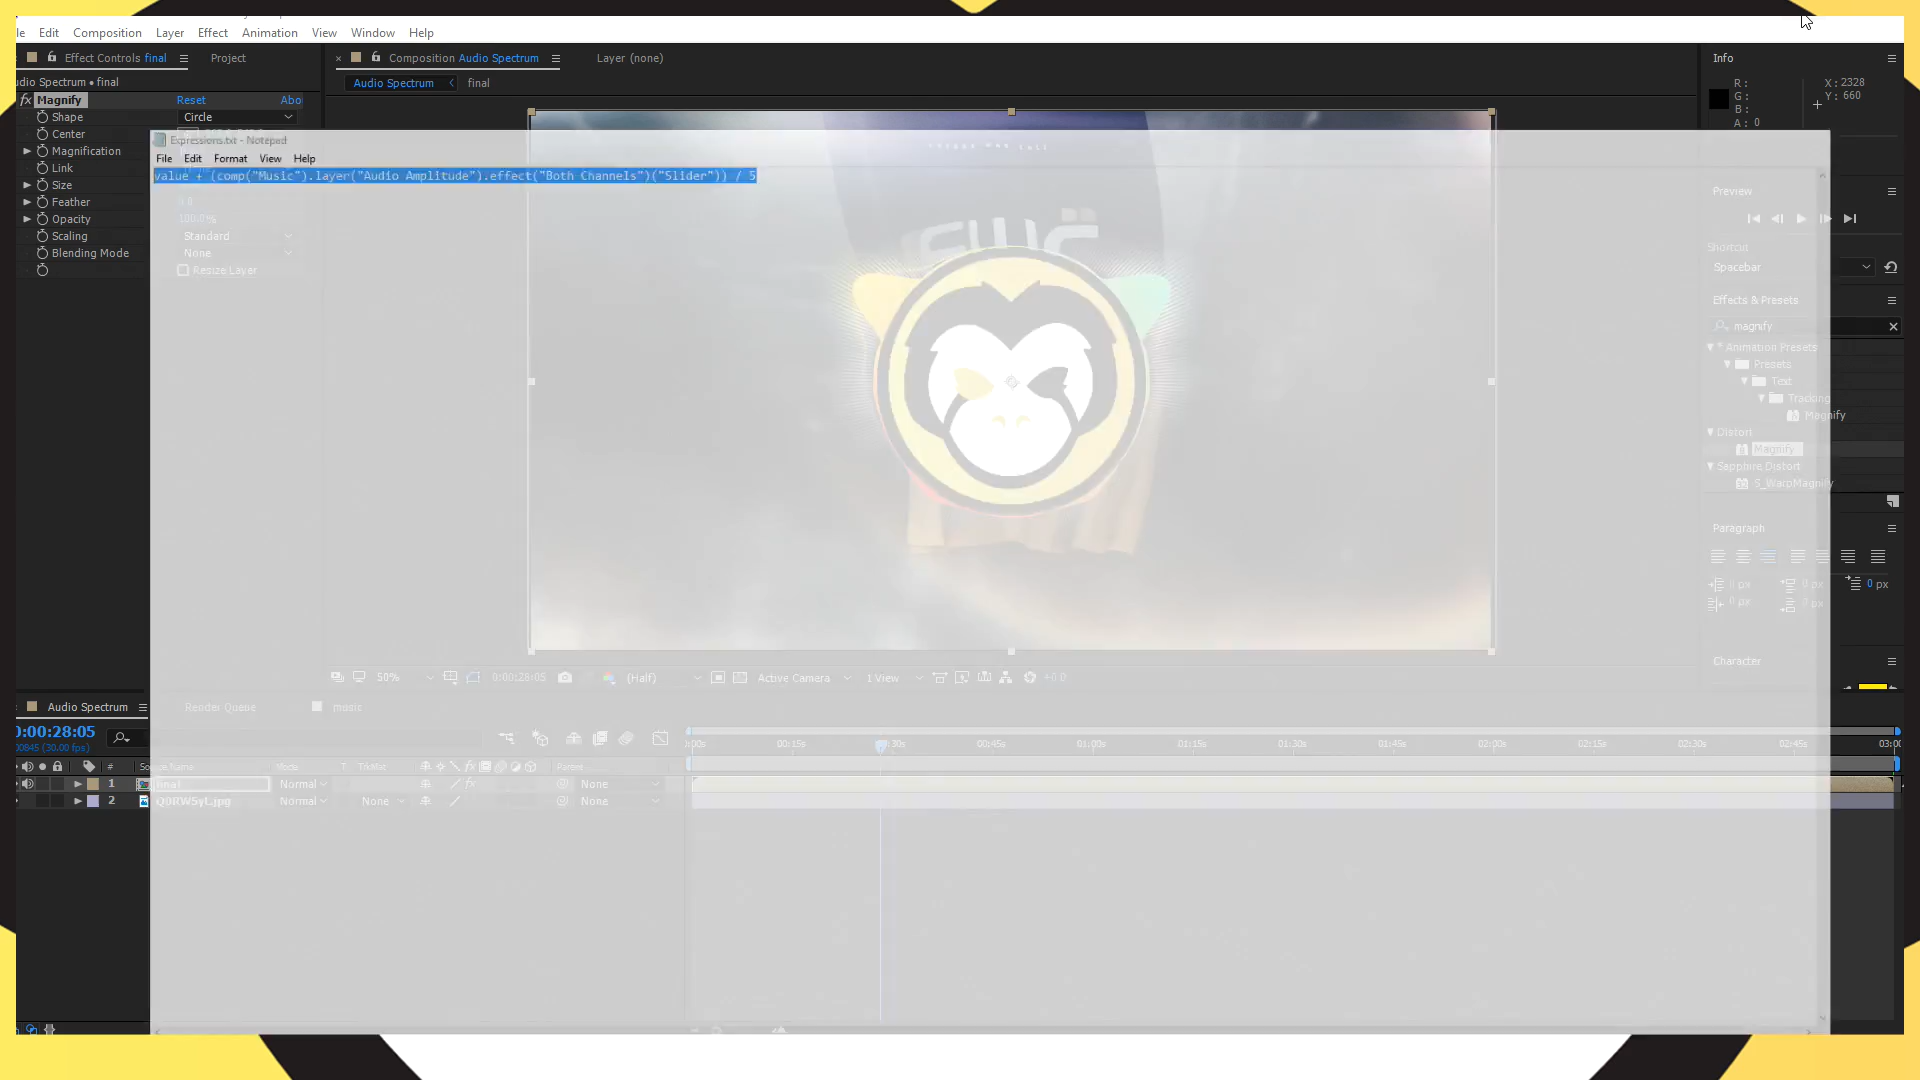 le Edit Composition Layer Effect Animation View Window Help
Effect Controls final Project
Composition Audio Spectrum Layer (none)
Info
udio Spectrum • final
Audio Spectrum final
R : X : 2328
G : Y : 660
B :
A : 0
fx Magnify Reset Abo
Shape Circle
Center
Magnification
Link
Size
Feather
Opacity 100.0%
Scaling Standard
Blending Mode None
Resize Layer
Expressions.txt - Notepad
File Edit Format View Help
value + (comp("Music").layer("Audio Amplitude").effect("Both Channels")("Slider")) / 5
Preview
Shortcut
Spacebar
Effects & Presets
magnify
* Animation Presets
Presets
Text
Tracking
Magnify
Distort
Magnify
Sapphire Distort
S_WarpMagnify
Paragraph
0 px 0 px 0 px
0 px 0 px
Character
50% 0:00:28:05 (Half) Active Camera 1 View +0.0
Audio Spectrum Render Queue music
0:00:28:05
00845 (30.00 fps)
:00s 00:15s :30s 00:45s 01:00s 01:15s 01:30s 01:45s 02:00s 02:15s 02:30s 02:45s 03:00
# Source Name Mode T TrkMat Parent
1 final Normal None
2 Q0RW5yL.jpg Normal None None